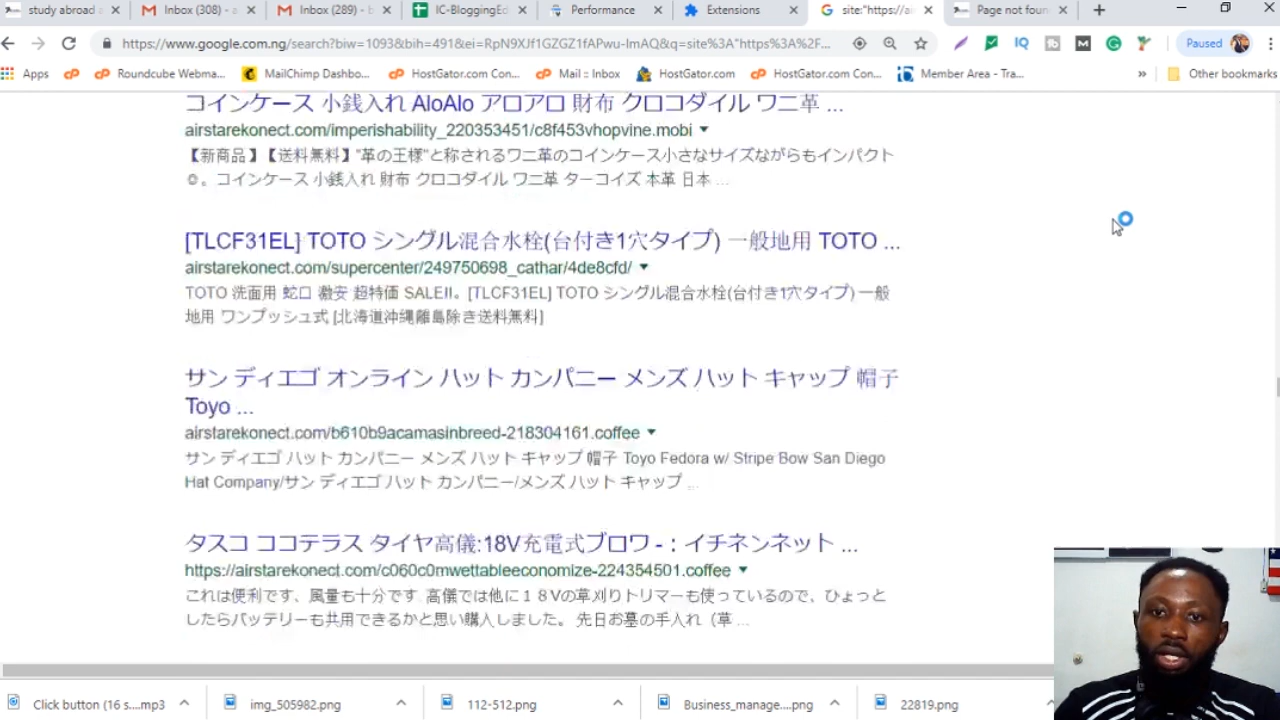 study abroad a
Inbox (308) - a
Inbox (289) - b
IC-BloggingEd
Performance
Extensions
site:"https://ai
Page not foun
https://www.google.com.ng/search?biw=1093&bih=491&ei=RpN9XJf1GZGZ1fAPwu-ImAQ&q=site%3A"https%3A%2F...
Paused
Apps
Roundcube Webma...
MailChimp Dashbo...
HostGator.com Con...
Mail :: Inbox
HostGator.com
HostGator.com Con...
Member Area - Tra...
»
Other bookmarks
コインケース 小銭入れ AloAlo アロアロ 財布 クロコダイル ワニ革 ...
airstarekonect.com/imperishability_220353451/c8f453vhopvine.mobi
【新商品】【送料無料】"革の王様"と称されるワニ革のコインケース小さなサイズながらもインパクト
◎。コインケース 小銭入れ 財布 クロコダイル ワニ革 ターコイズ 本革 日本 ...
[TLCF31EL] TOTO シングル混合水栓(台付き1穴タイプ) 一般地用 TOTO ...
airstarekonect.com/supercenter/249750698_cathar/4de8cfd/
TOTO 洗面用 蛇口 激安 超特価 SALE!!。[TLCF31EL] TOTO シングル混合水栓(台付き1穴タイプ) 一般
地用 ワンプッシュ式 [北海道沖縄離島除き送料無料]
サン ディエゴ オンライン ハット カンパニー メンズ ハット キャップ 帽子
Toyo ...
airstarekonect.com/b610b9acamasinbreed-218304161.coffee
サン ディエゴ ハット カンパニー メンズ ハット キャップ 帽子 Toyo Fedora w/ Stripe Bow San Diego
Hat Company/サン ディエゴ ハット カンパニー/メンズ ハット キャップ ...
タスコ ココテラス タイヤ高儀:18V充電式ブロワ -：イチネンネット ...
https://airstarekonect.com/c060c0mwettableeconomize-224354501.coffee
これは便利です、風量も十分です 高儀では他に１８Vの草刈りトリマーも使っているので、ひょっと
したらバッテリーも共用できるかと思い購入しました。 先日お墓の手入れ（草 ...
Click button (16 s....mp3
img_505982.png
112-512.png
Business_manage....png
22819.png